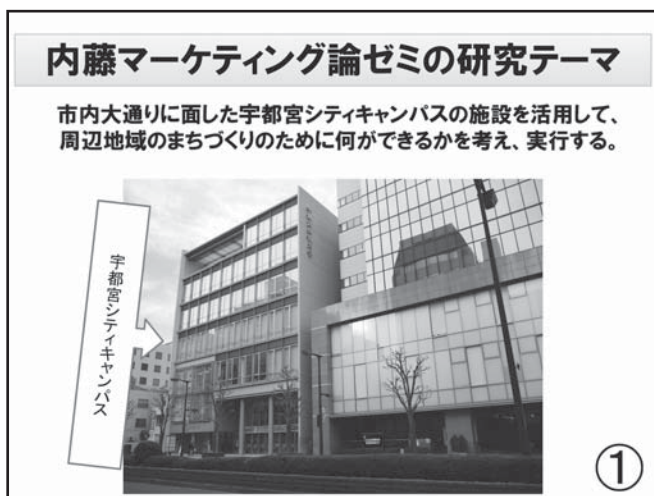 内藤マーケティング論ゼミの研究テーマ
市内大通りに面した宇都宮シティキャンパスの施設を活用して、
周辺地域のまちづくりのために何ができるかを考え、実行する。
宇都宮シティキャンパス
①